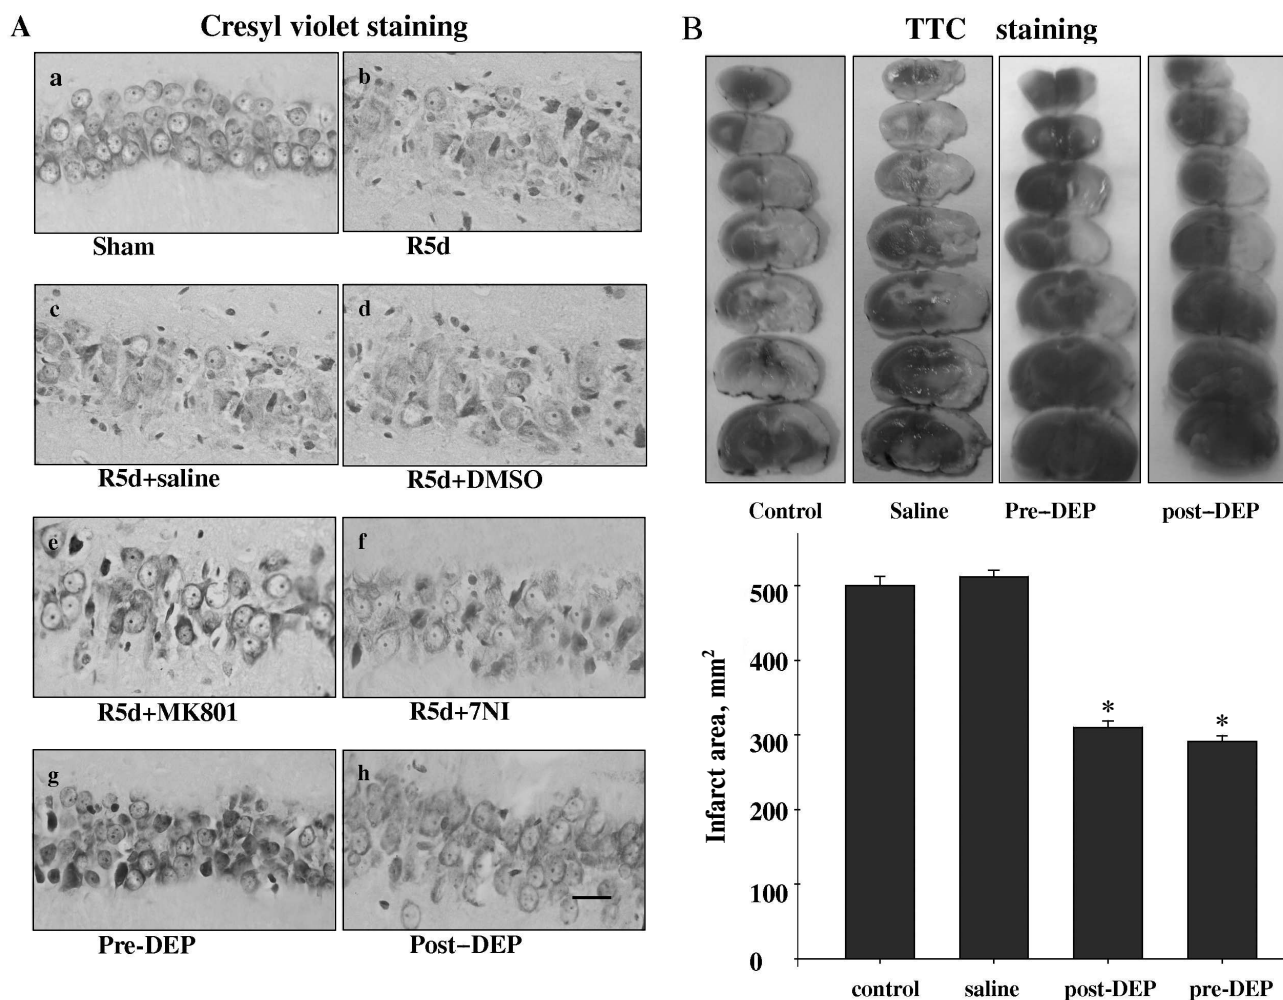 A
Cresyl violet staining
a
b
Sham
R5d
c
d
R5d+saline
R5d+DMSO
e
f
R5d+MK801
R5d+7NI
g
h
Pre-DEP
Post-DEP
B
TTC staining
Control
Saline
Pre-DEP
post-DEP
Infarct area, mm²
500
400
300
200
100
0
*
*
control
saline
post-DEP
pre-DEP